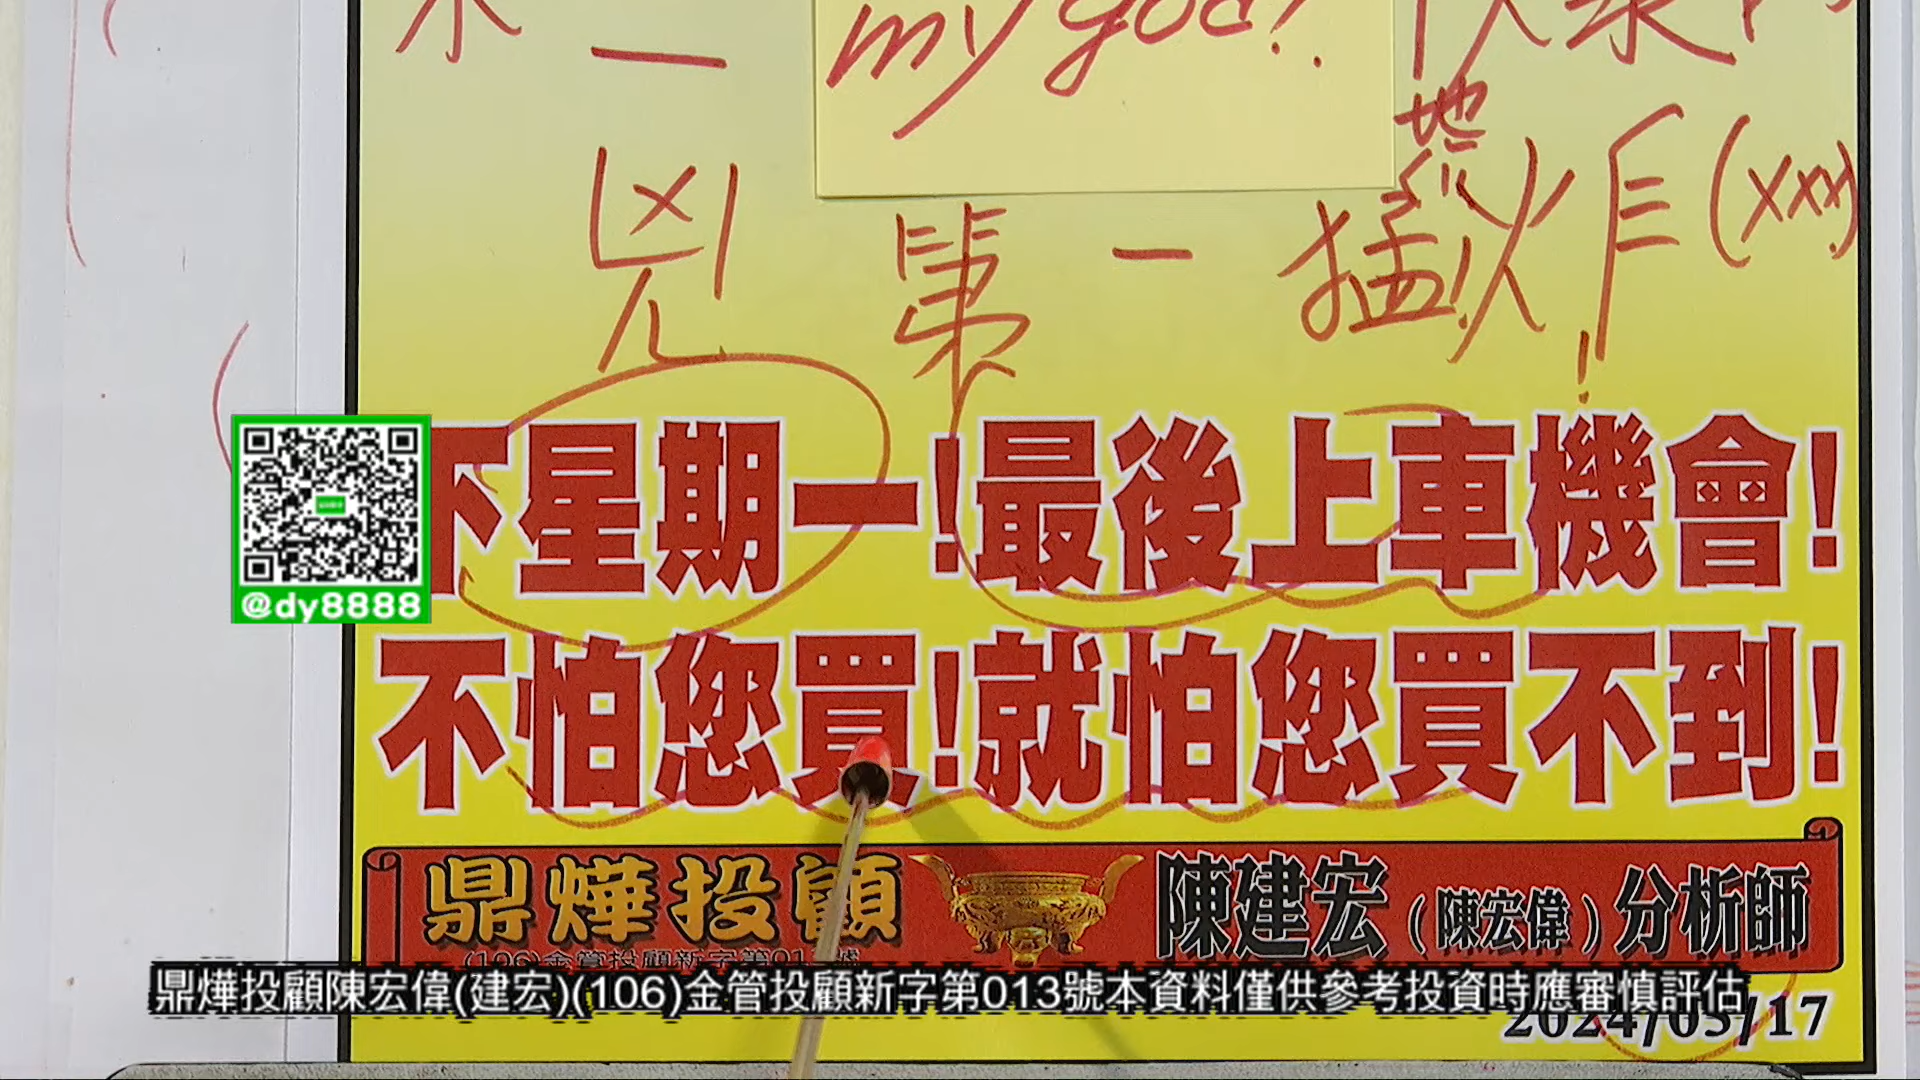 my god!
地
兇 第一 猛炸 (xxx)!
下星期一!最後上車機會!
@dy8888
不怕您買!就怕您買不到!
鼎燁投顧 陳建宏(陳宏偉)分析師
鼎燁投顧陳宏偉(建宏)(106)金管投顧新字第013號本資料僅供參考投資時應審慎評估
2024/05/17